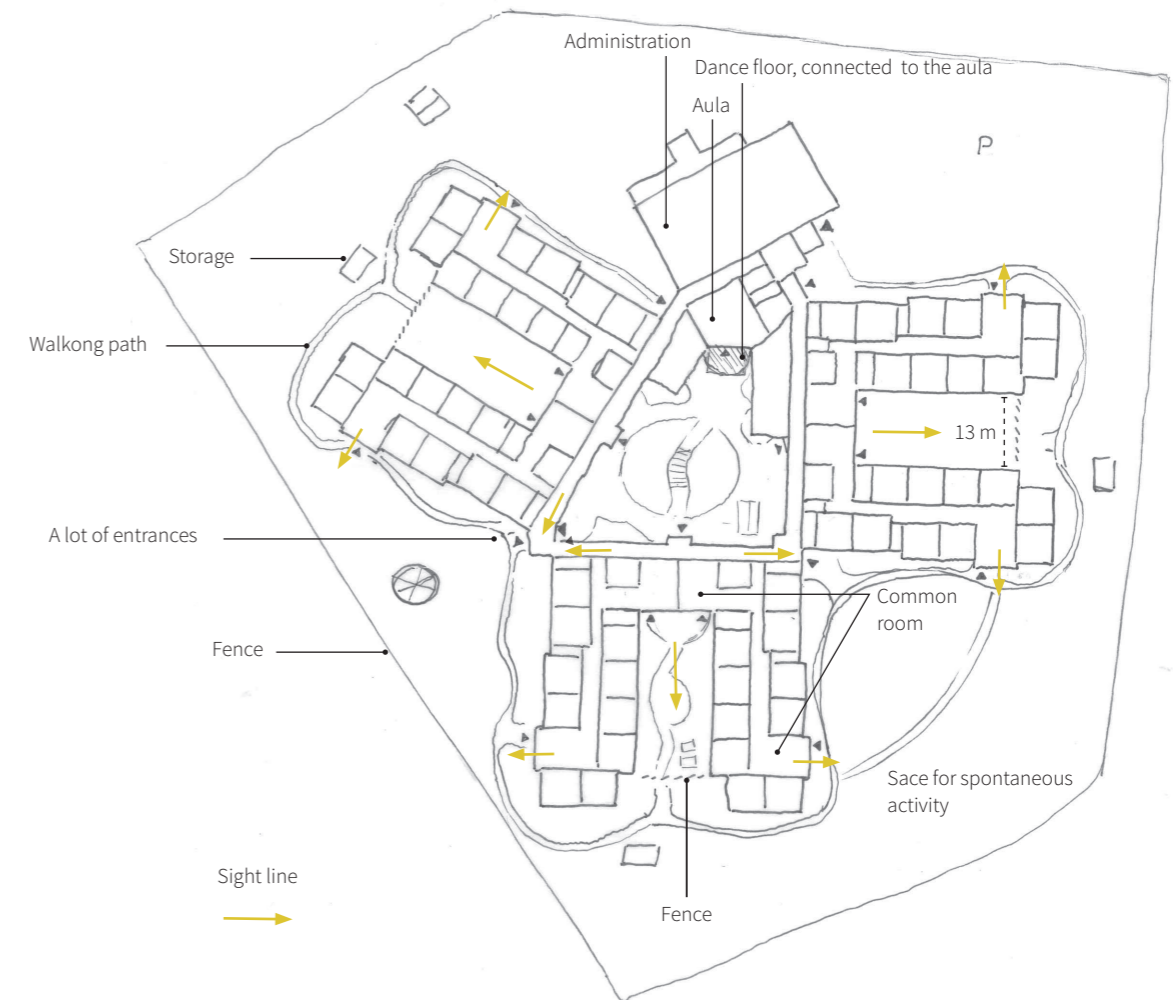 Administration
Dance floor, connected to the aula
Aula
P
Storage
Walkong path
13 m
A lot of entrances
Common
room
Fence
Sace for spontaneous
activity
Sight line
Fence